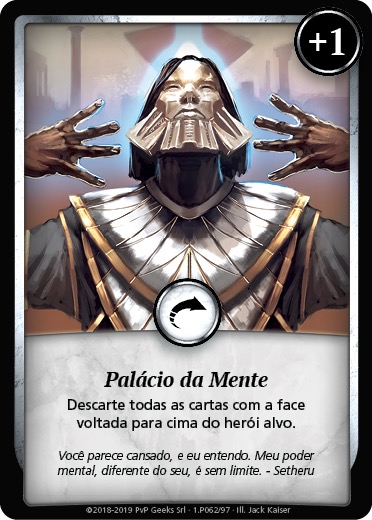 +1
Palácio da Mente
Descarte todas as cartas com a face
voltada para cima do herói alvo.
Você parece cansado, e eu entendo. Meu poder
mental, diferente do seu, é sem limite. - Setheru
©2018-2019 PvP Geeks Srl - 1.P062/97 - Ill. Jack Kaiser